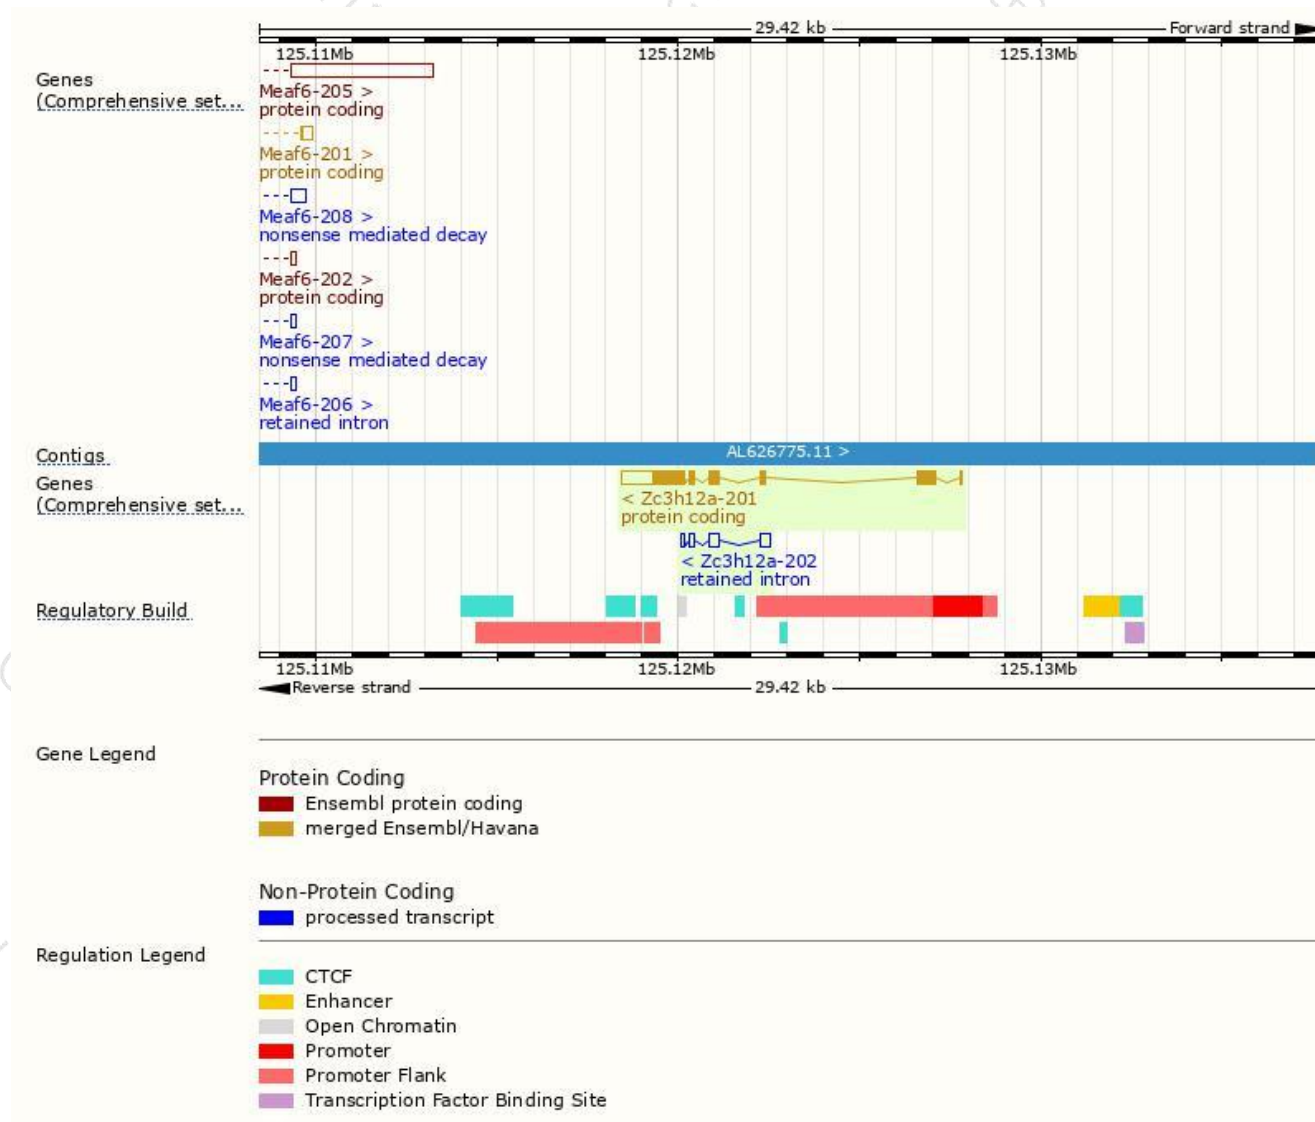 29.42 kb Forward strand
125.11Mb 125.12Mb 125.13Mb
Genes
(Comprehensive set...
Meaf6-205 >
protein coding
Meaf6-201 >
protein coding
Meaf6-208 >
nonsense mediated decay
Meaf6-202 >
protein coding
Meaf6-207 >
nonsense mediated decay
Meaf6-206 >
retained intron
Contigs
AL626775.11 >
Genes
(Comprehensive set...
< Zc3h12a-201
protein coding
< Zc3h12a-202
retained intron
Regulatory Build
125.11Mb 125.12Mb 125.13Mb
Reverse strand 29.42 kb
Gene Legend
Protein Coding
Ensembl protein coding
merged Ensembl/Havana
Non-Protein Coding
processed transcript
Regulation Legend
CTCF
Enhancer
Open Chromatin
Promoter
Promoter Flank
Transcription Factor Binding Site